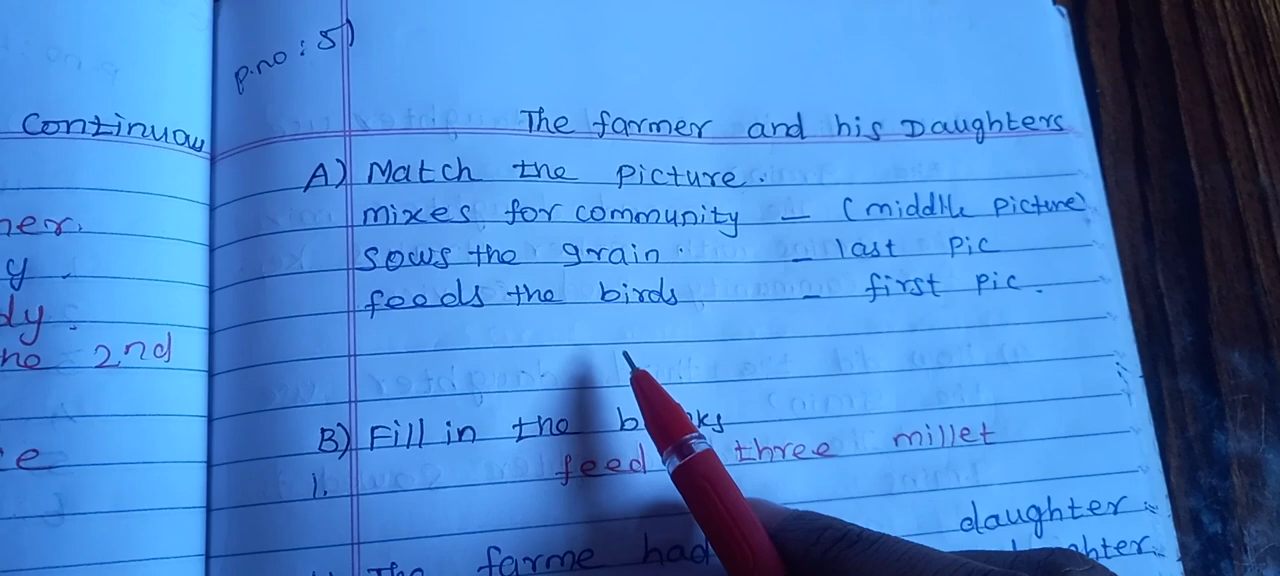 p.no: 5)
Continuou
The farmer and his Daughters
A) Match the picture.
ner.
mixes for community - (middle picture)
y.
sows the grain. - last pic
dly.
feeds the birds - first pic.
he 2nd
B) Fill in the
e
1. feed three millet
daughter
The farme had